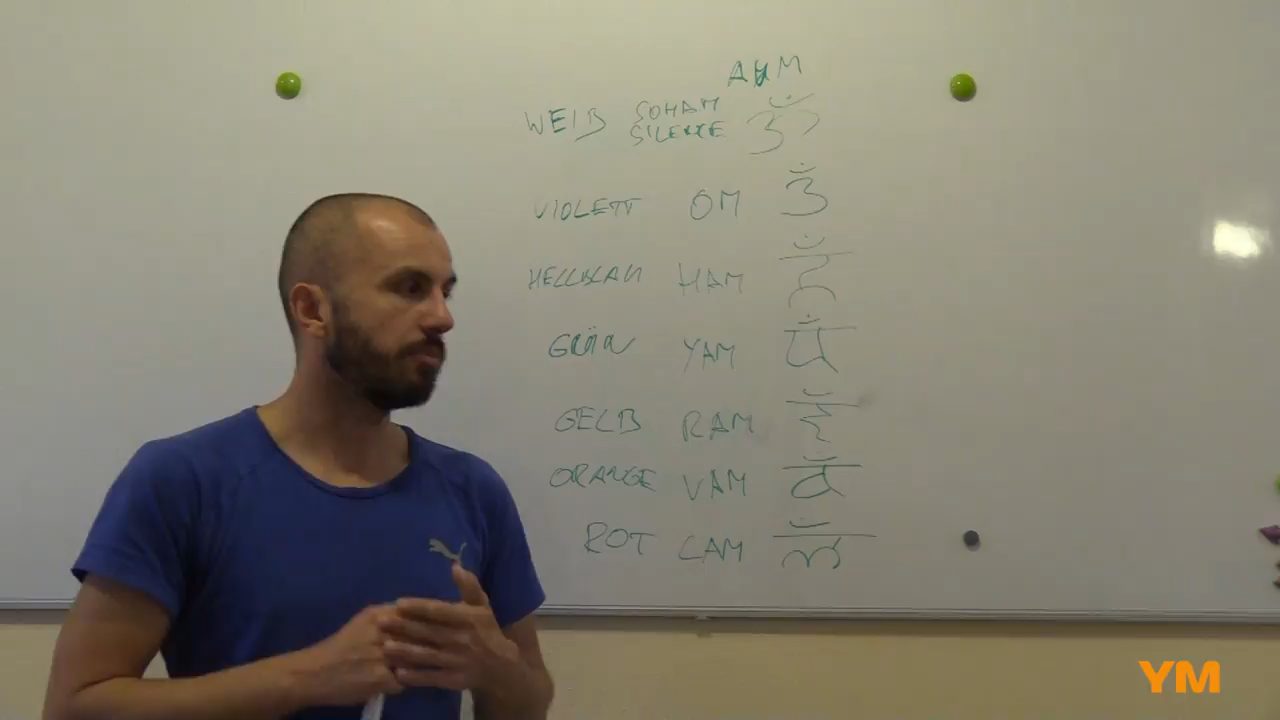 AUM
WEIß SOHAM ॐ
SILENCE
VIOLETT OM
HELLBLAU HAM हं
GRÜN YAM यं
GELB RAM रं
ORANGE VAM वं
ROT LAM लं
YM